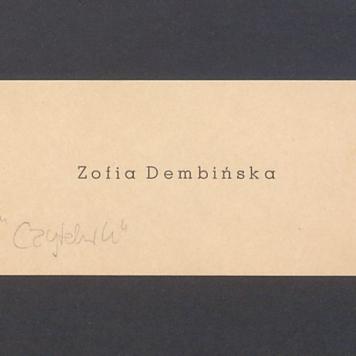 Zofia Dembińska
"Czytelnik"